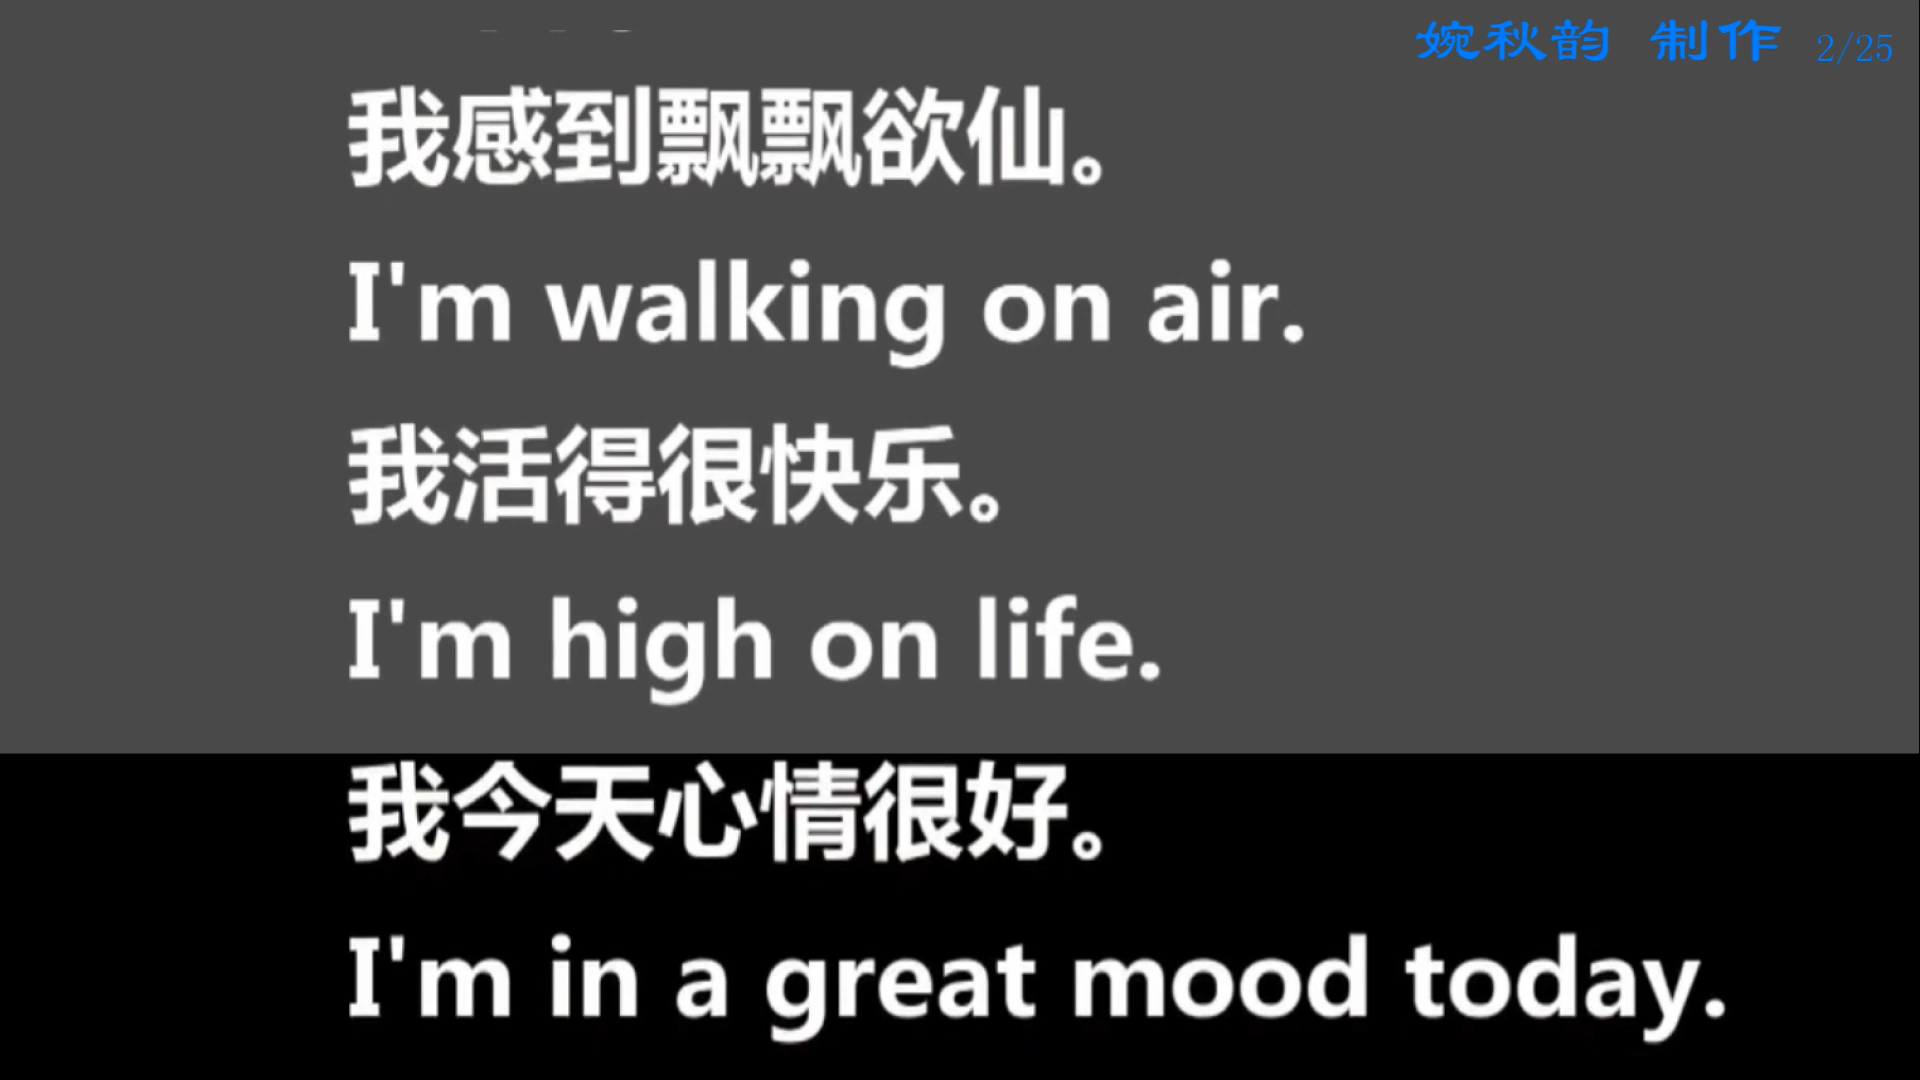 婉秋韵 制作 2/25
我感到飘飘欲仙。
I'm walking on air.
我活得很快乐。
I'm high on life.
我今天心情很好。
I'm in a great mood today.